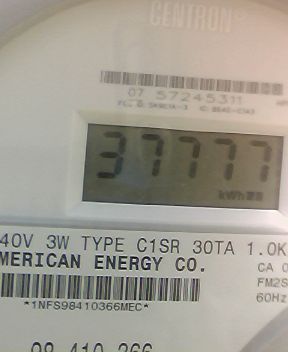 CENTRON®
07 57245311
37777
kWh
40V 3W TYPE C1SR 30TA 1.0K
MERICAN ENERGY CO.
CA 0
FM2S
60Hz
*1NFS98410366MEC*
98 410 366